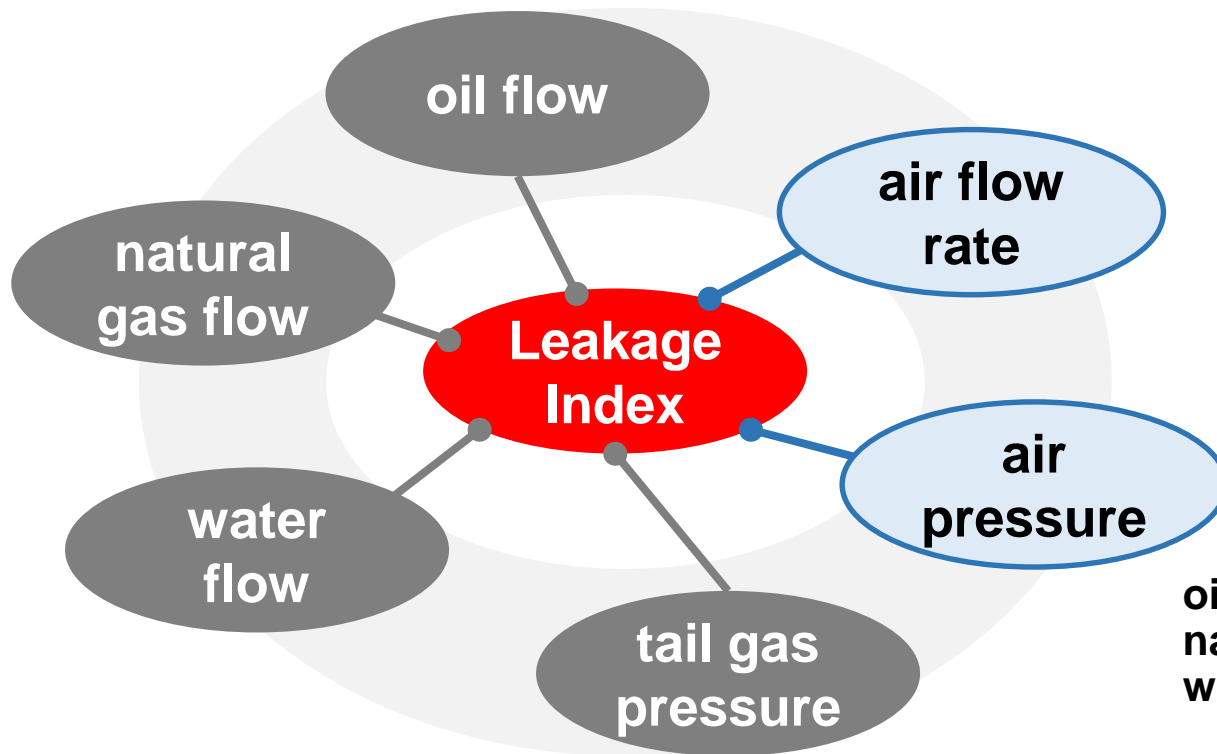 oil flow
air flow
rate
natural
gas flow
Leakage
Index
air
pressure
water
flow
tail gas
pressure